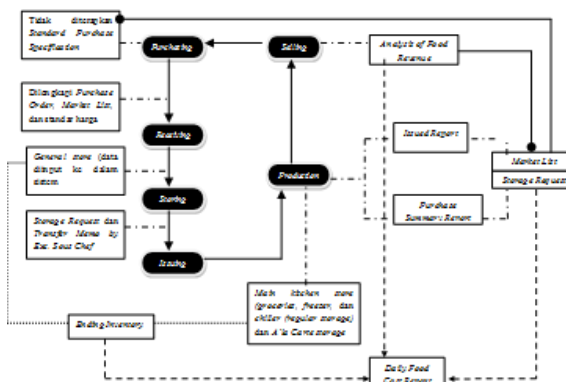 Tidak diterapkan
Standard Purchase
Specification
Purchasing
Selling
Analysis of Food
Revenue
Dilengkapi Purchase
Order, Market List,
dan standar harga
Receiving
Issued Report
General store (data
diinput ke dalam
sistem
Production
Market List
Storage Request
Storing
Purchase
Summary Report
Storage Request dan
Transfer Memo by
Exc. Sous Chef
Issuing
Main kitchen store
(groceries, freezer, dan
chiller (regular storage)
dan A'la Carte storage
Ending Inventory
Daily Food
Cost Report